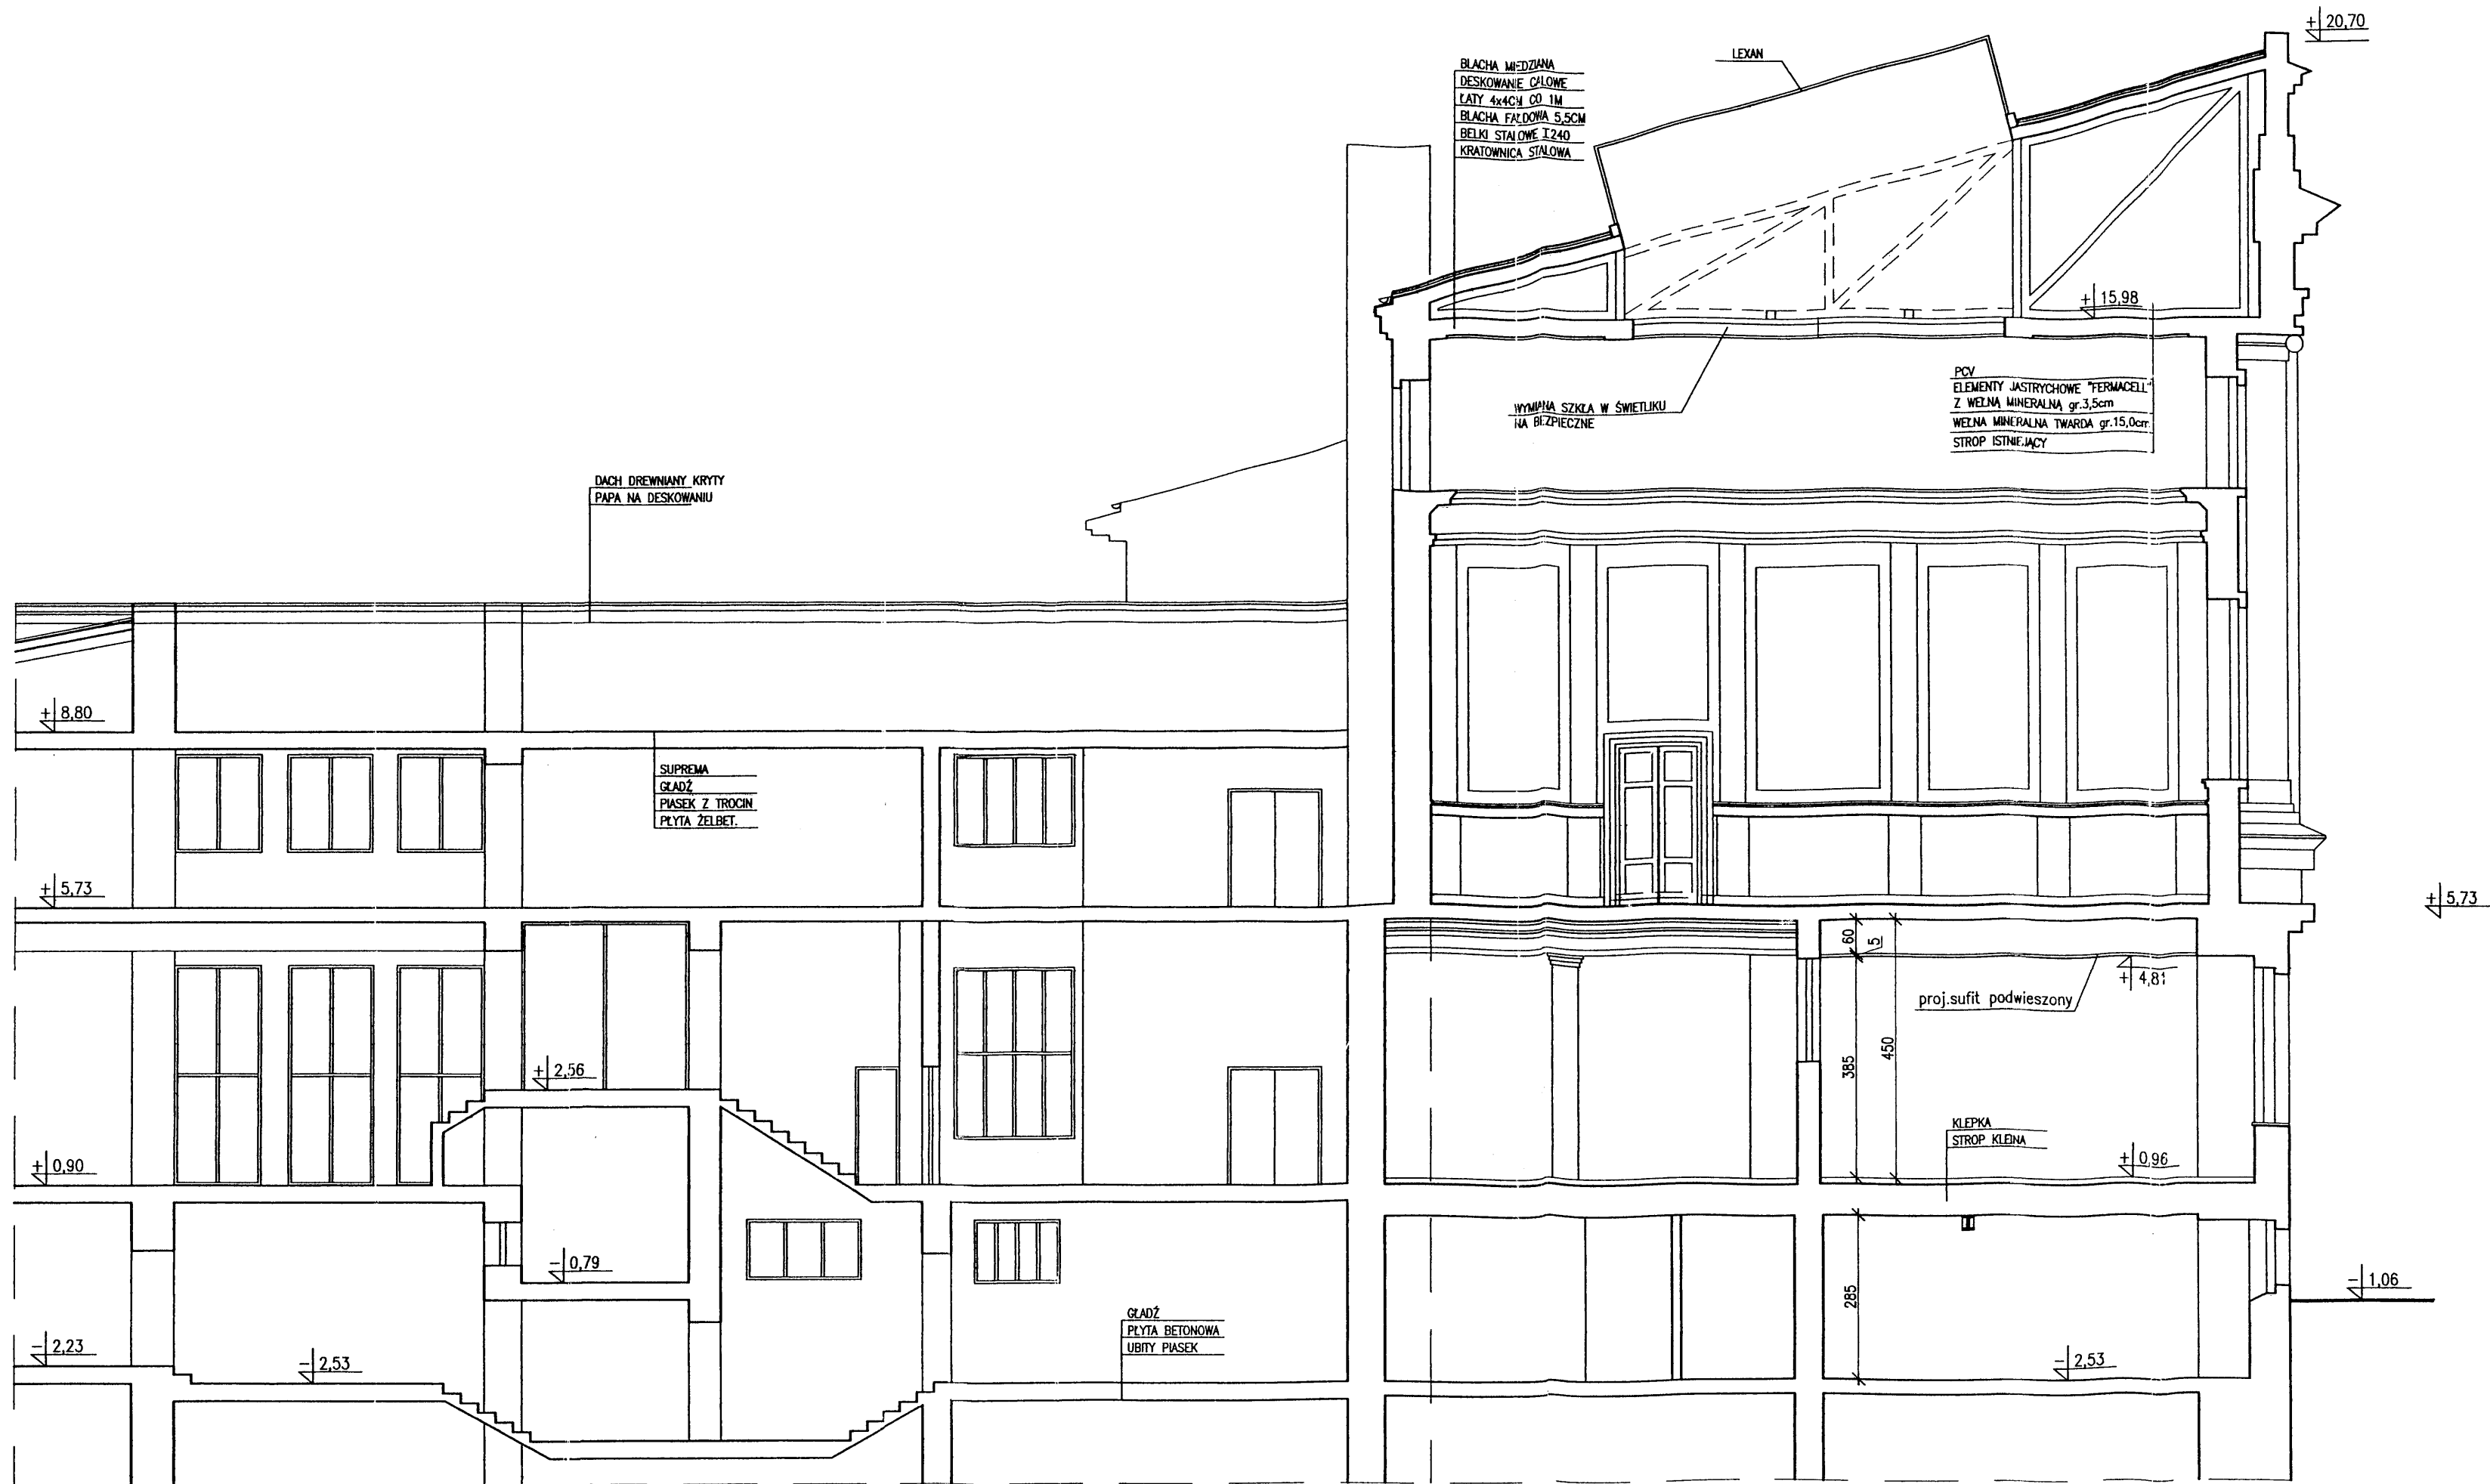 + 20,70
BLACHA MIEDZIANA
DESKOWANIE CALOWE
ŁATY 4x4CM CO 1M
BLACHA FAŁDOWA 5,5CM
BELKI STALOWE I240
KRATOWNICA STALOWA
LEXAN
+ 15,98
WYMIANA SZKŁA W ŚWIETLIKU
NA BEZPIECZNE
PCV
ELEMENTY JASTRYCHOWE "FERMACELL"
Z WEŁNĄ MINERALNĄ gr.3,5cm
WEŁNA MINERALNA TWARDA gr.15,0cm
STROP ISTNIEJĄCY
DACH DREWNIANY KRYTY
PAPA NA DESKOWANIU
+ 8,80
SUPREMA
GŁADŹ
PIASEK Z TROCIN
PŁYTA ŻELBET.
+ 5,73
+ 5,73
60
5
+ 4,81
proj.sufit podwieszony
385
450
+ 2,56
KLEPKA
STROP KLEINA
+ 0,90
+ 0,96
- 0,79
285
- 1,06
GŁADŹ
PŁYTA BETONOWA
UBITY PIASEK
- 2,23
- 2,53
- 2,53